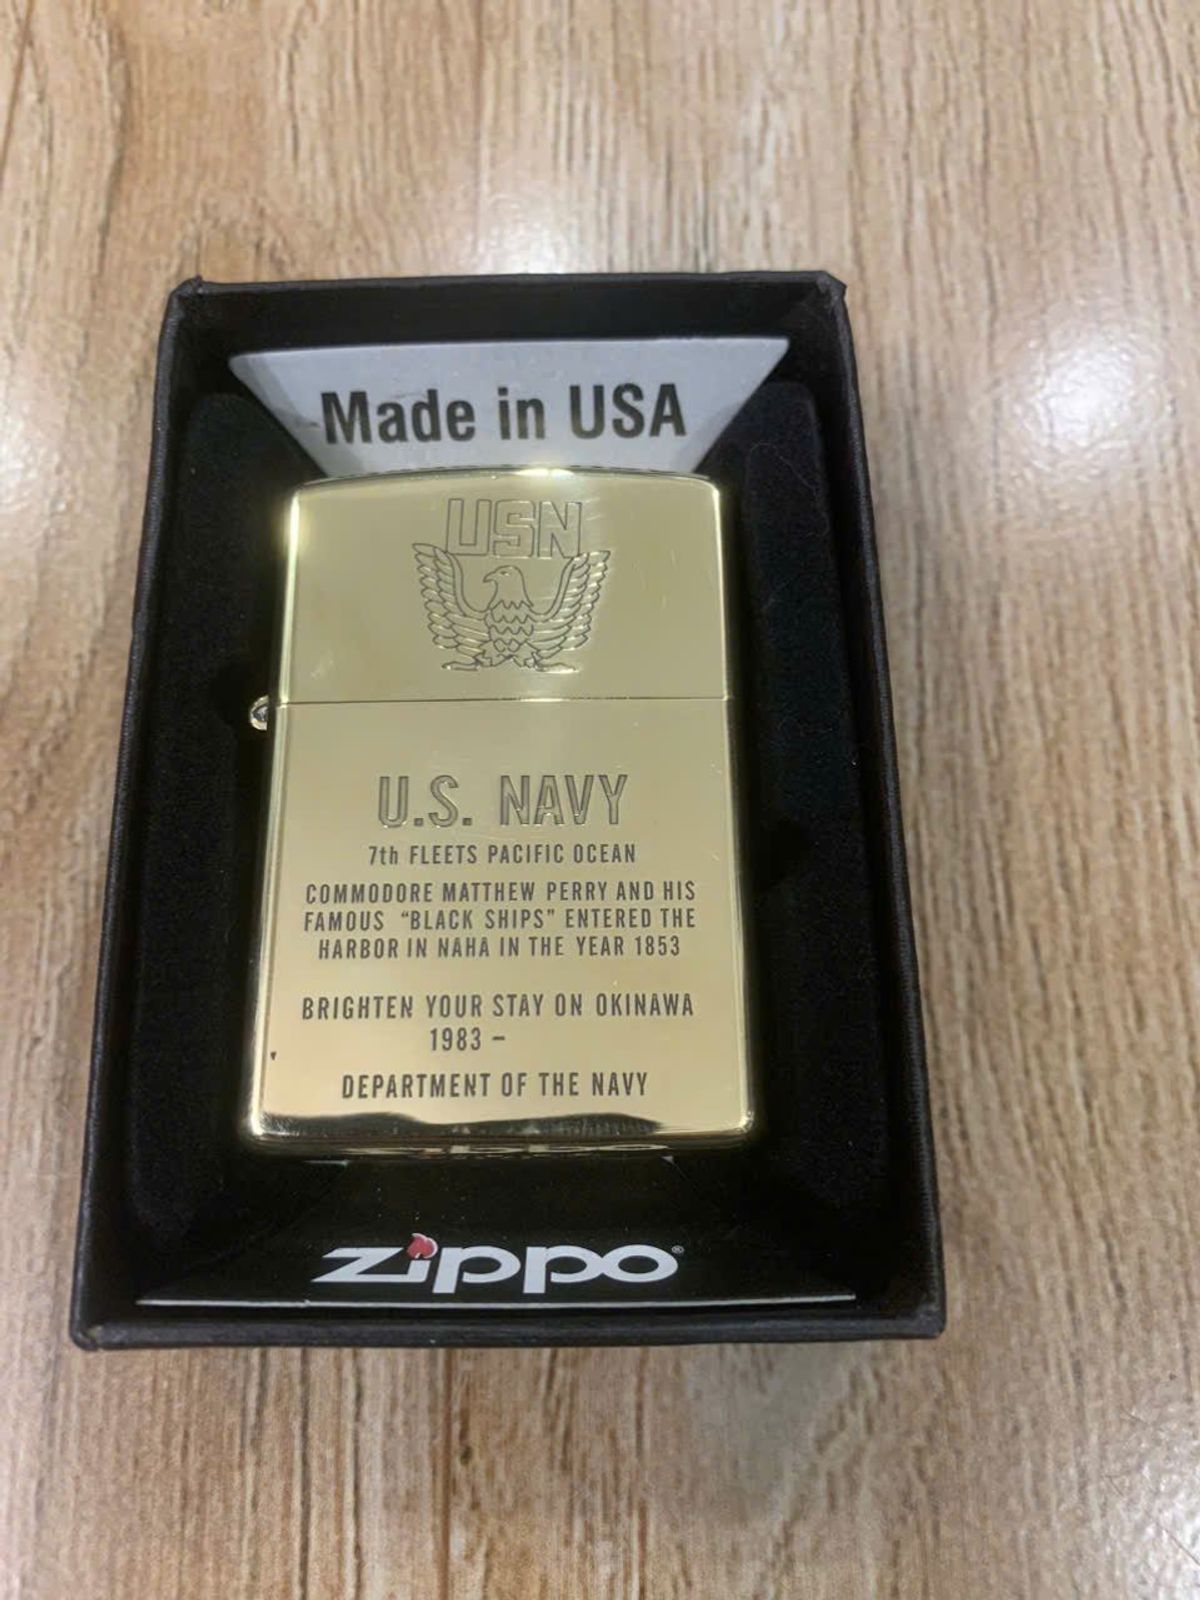 Made in USA
USN
U.S. NAVY
7th FLEETS PACIFIC OCEAN
COMMODORE MATTHEW PERRY AND HIS
FAMOUS “BLACK SHIPS” ENTERED THE
HARBOR IN NAHA IN THE YEAR 1853
BRIGHTEN YOUR STAY ON OKINAWA
1983 –
DEPARTMENT OF THE NAVY
zippo®